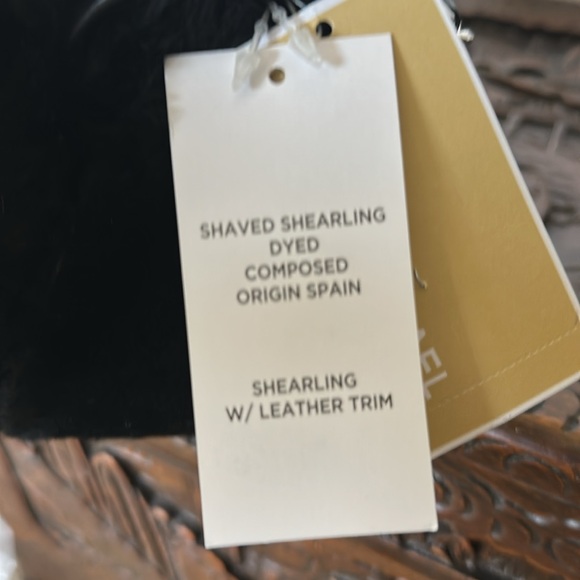 SHAVED SHEARLING
DYED
COMPOSED
ORIGIN SPAIN
SHEARLING
W/ LEATHER TRIM